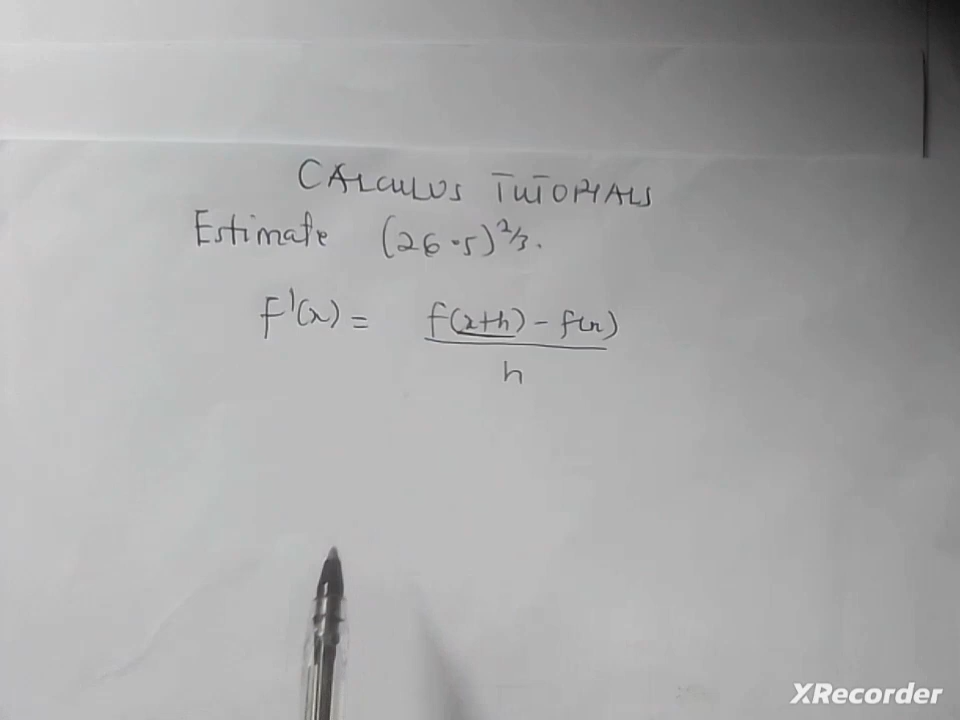 CALCULUS TUTORIALS
Estimate (26.5)^2/3.
F'(x) = f(x+h) - f(x)
h
XRecorder